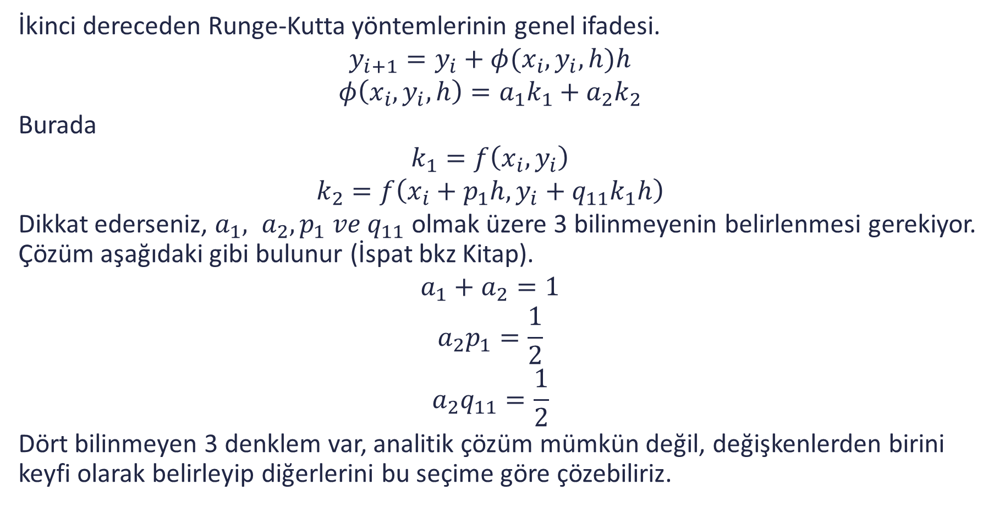 İkinci dereceden Runge-Kutta yöntemlerinin genel ifadesi.
y_{i+1} = y_i + ϕ(x_i, y_i, h)h
ϕ(x_i, y_i, h) = a_1k_1 + a_2k_2
Burada
k_1 = f(x_i, y_i)
k_2 = f(x_i + p_1h, y_i + q_{11}k_1h)
Dikkat ederseniz, a_1, a_2, p_1 ve q_{11} olmak üzere 3 bilinmeyenin belirlenmesi gerekiyor.
Çözüm aşağıdaki gibi bulunur (İspat bkz Kitap).
a_1 + a_2 = 1
a_2p_1 = \frac{1}{2}
a_2q_{11} = \frac{1}{2}
Dört bilinmeyen 3 denklem var, analitik çözüm mümkün değil, değişkenlerden birini
keyfi olarak belirleyip diğerlerini bu seçime göre çözebiliriz.